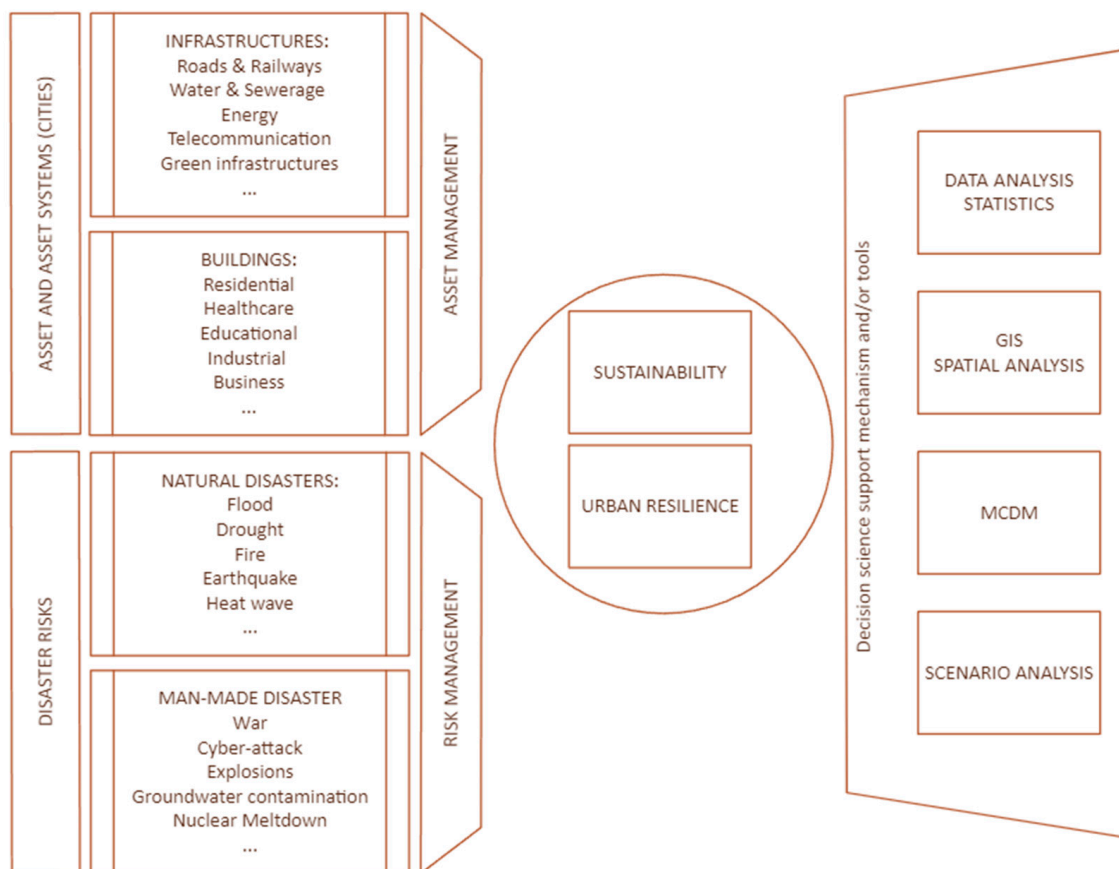 ASSET AND ASSET SYSTEMS (CITIES)
INFRASTRUCTURES:
Roads & Railways
Water & Sewerage
Energy
Telecommunication
Green infrastructures
...
BUILDINGS:
Residential
Healthcare
Educational
Industrial
Business
...
ASSET MANAGEMENT
DISASTER RISKS
NATURAL DISASTERS:
Flood
Drought
Fire
Earthquake
Heat wave
...
MAN-MADE DISASTER
War
Cyber-attack
Explosions
Groundwater contamination
Nuclear Meltdown
...
RISK MANAGEMENT
SUSTAINABILITY
URBAN RESILIENCE
Decision science support mechanism and/or tools
DATA ANALYSIS
STATISTICS
GIS
SPATIAL ANALYSIS
MCDM
SCENARIO ANALYSIS